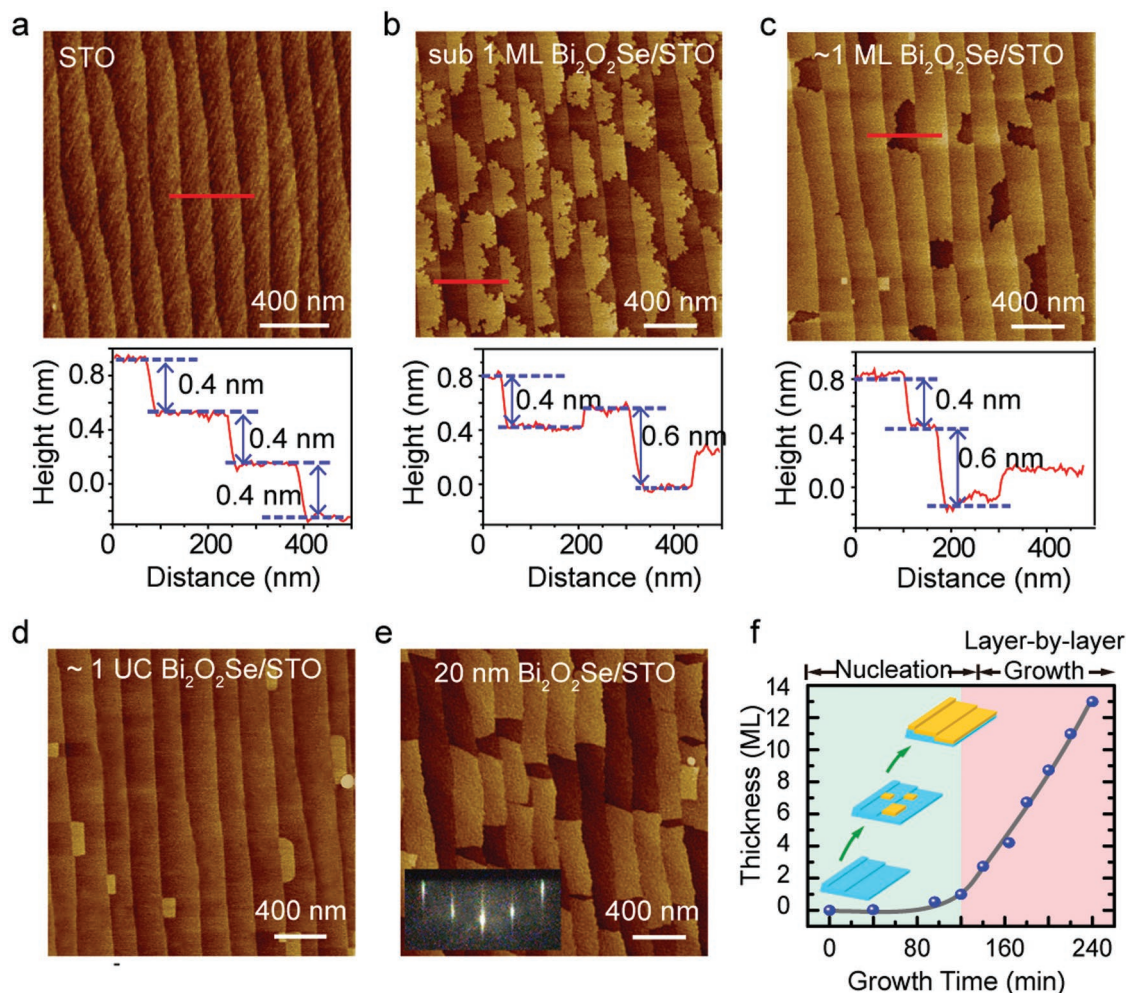 a
STO
400 nm
Height (nm)
0.8
0.4
0.0
0.4 nm
0.4 nm
0.4 nm
0
200
400
Distance (nm)
b
sub 1 ML Bi₂O₂Se/STO
400 nm
Height (nm)
0.8
0.4
0.0
0.4 nm
0.6 nm
0
200
400
Distance (nm)
c
~1 ML Bi₂O₂Se/STO
400 nm
Height (nm)
0.8
0.4
0.0
0.4 nm
0.6 nm
0
200
400
Distance (nm)
d
~ 1 UC Bi₂O₂Se/STO
400 nm
e
20 nm Bi₂O₂Se/STO
400 nm
f
Layer-by-layer
Nucleation
Growth
Thickness (ML)
14
12
10
8
6
4
2
0
0
80
160
240
Growth Time (min)